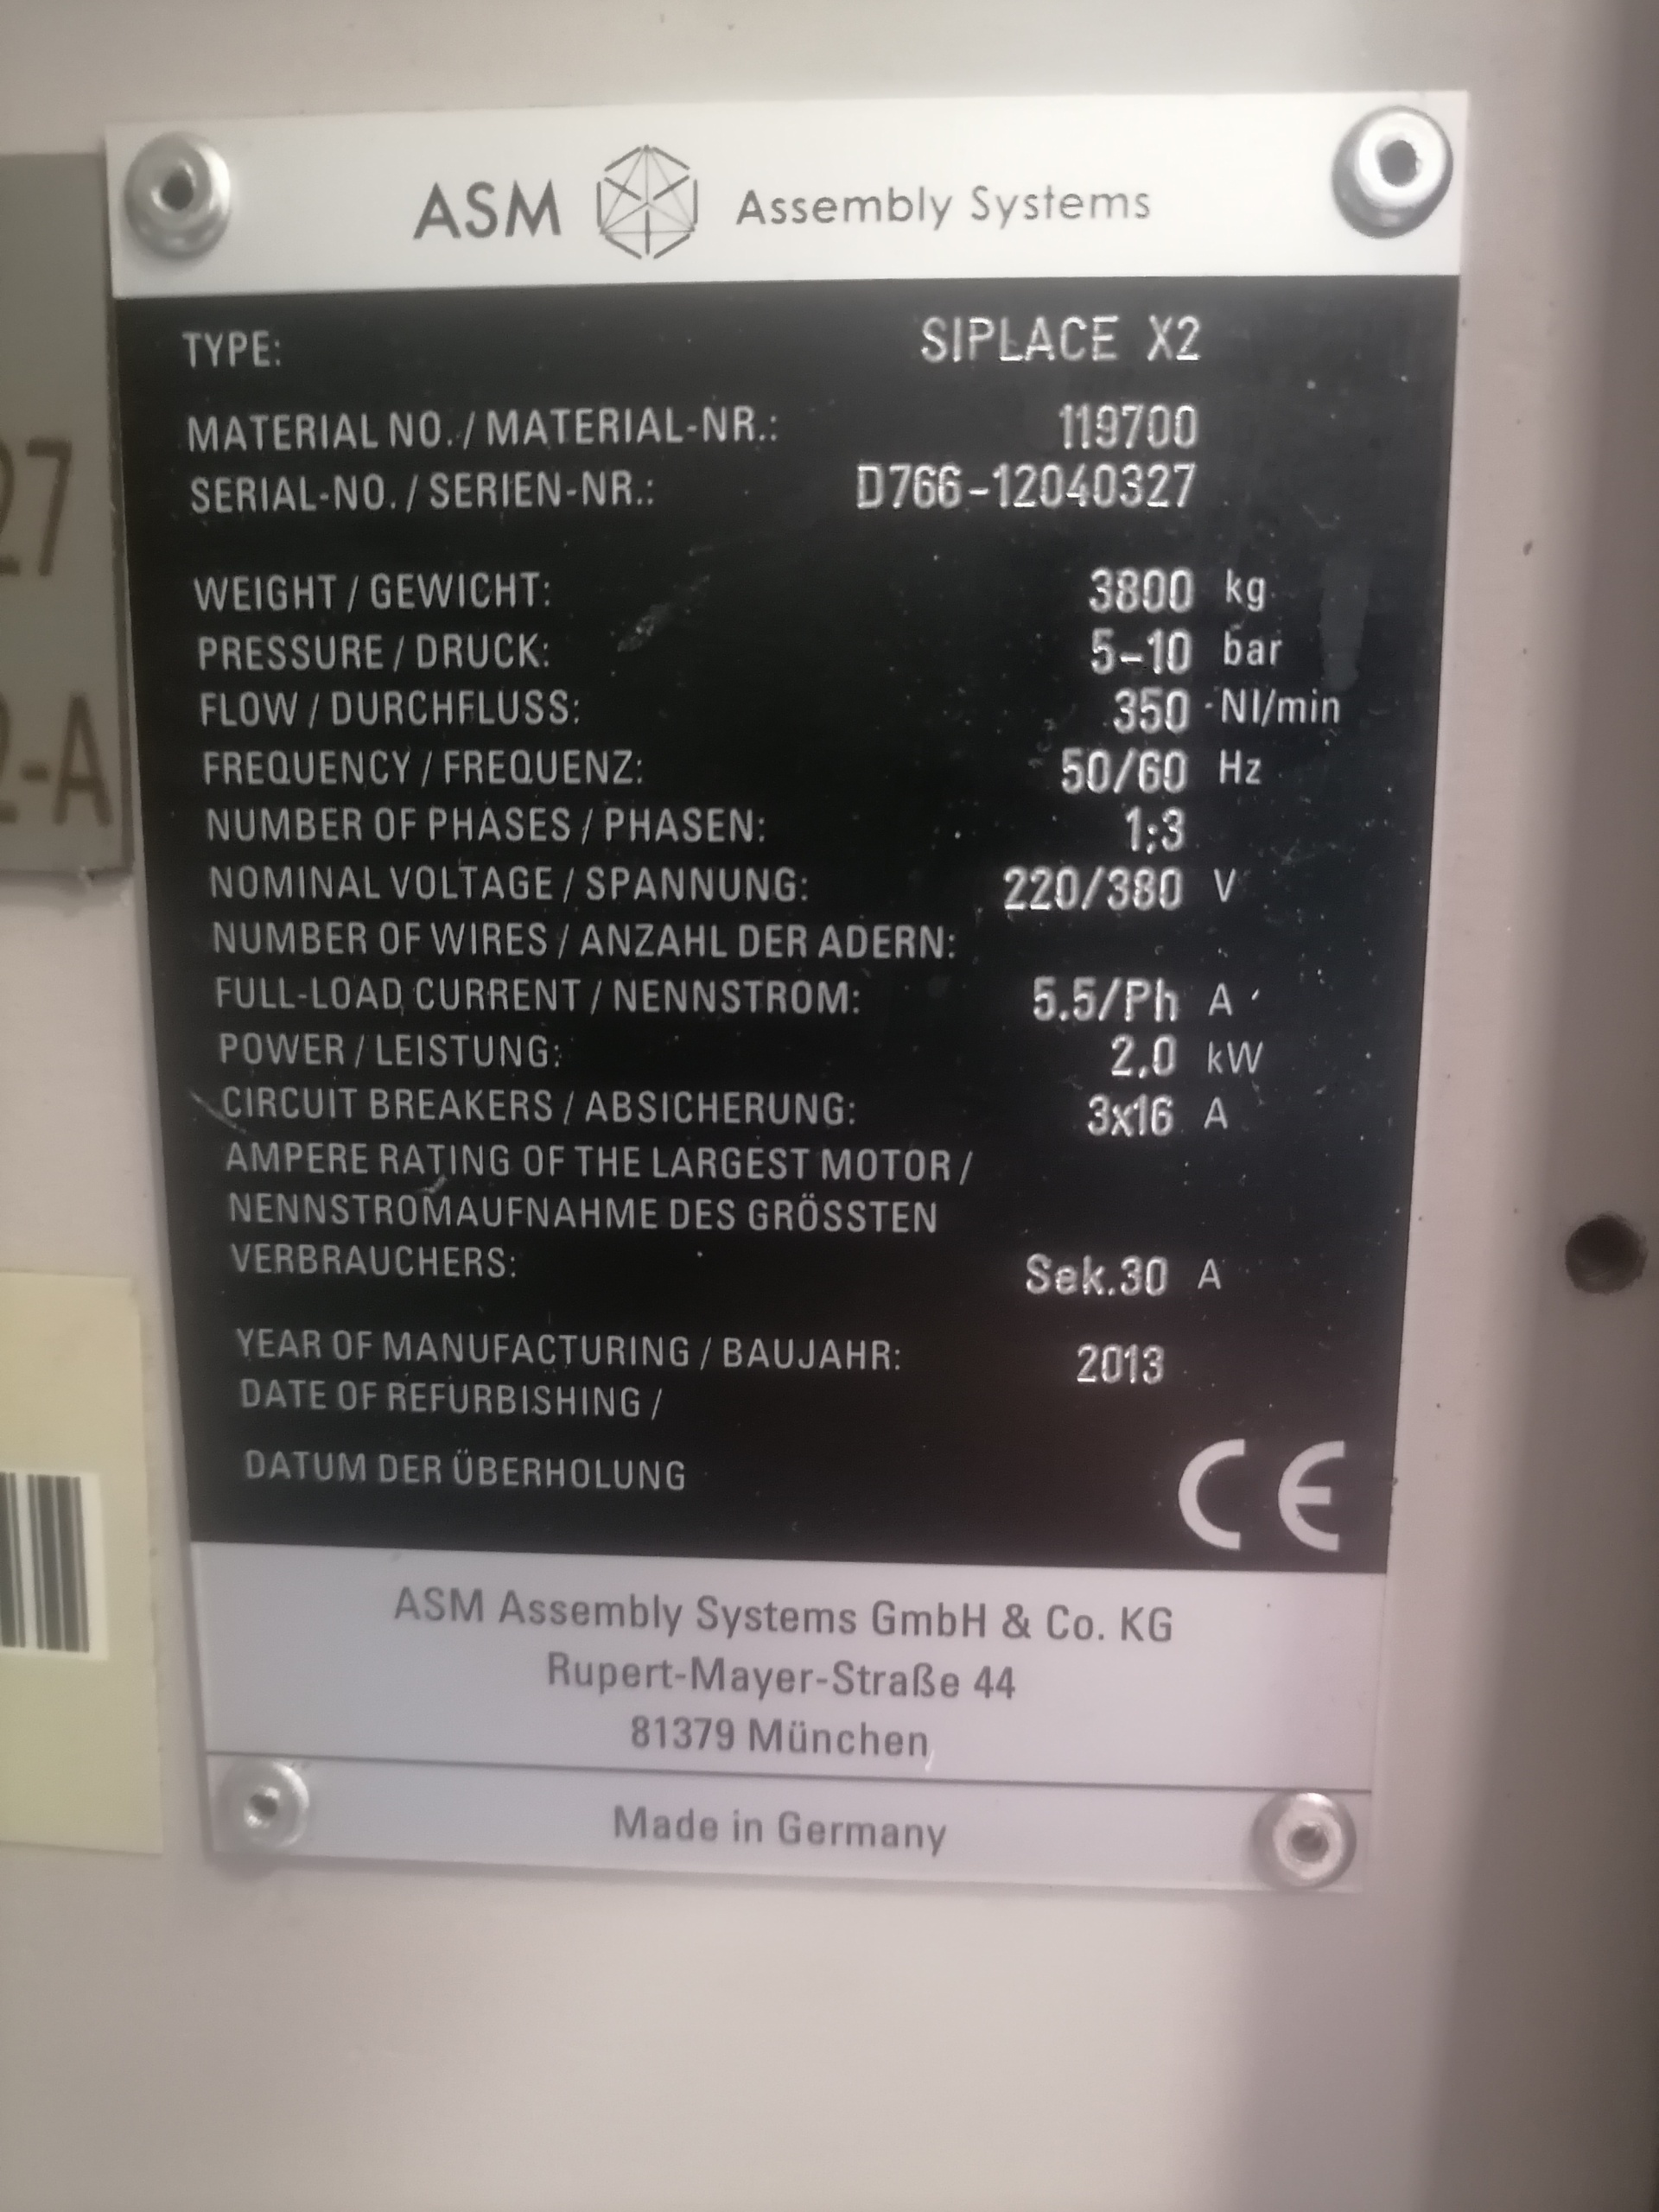 ASM Assembly Systems
TYPE: SIPLACE X2
MATERIAL NO./MATERIAL-NR.: 119700
SERIAL-NO./SERIEN-NR.: D766-12040327
WEIGHT/GEWICHT: 3800 kg
PRESSURE/DRUCK: 5-10 bar
FLOW/DURCHFLUSS: 350 Nl/min
FREQUENCY/FREQUENZ: 50/60 Hz
NUMBER OF PHASES/PHASEN: 1;3
NOMINAL VOLTAGE/SPANNUNG: 220/380 V
NUMBER OF WIRES/ANZAHL DER ADERN:
FULL-LOAD CURRENT/NENNSTROM: 5.5/Ph A
POWER/LEISTUNG: 2.0 kW
CIRCUIT BREAKERS/ABSICHERUNG: 3x16 A
AMPERE RATING OF THE LARGEST MOTOR/
NENNSTROMAUFNAHME DES GRÖSSTEN
VERBRAUCHERS: Sek.30 A
YEAR OF MANUFACTURING/BAUJAHR: 2013
DATE OF REFURBISHING/
DATUM DER ÜBERHOLUNG
CE
ASM Assembly Systems GmbH & Co. KG
Rupert-Mayer-Straße 44
81379 München
Made in Germany
27
2-A